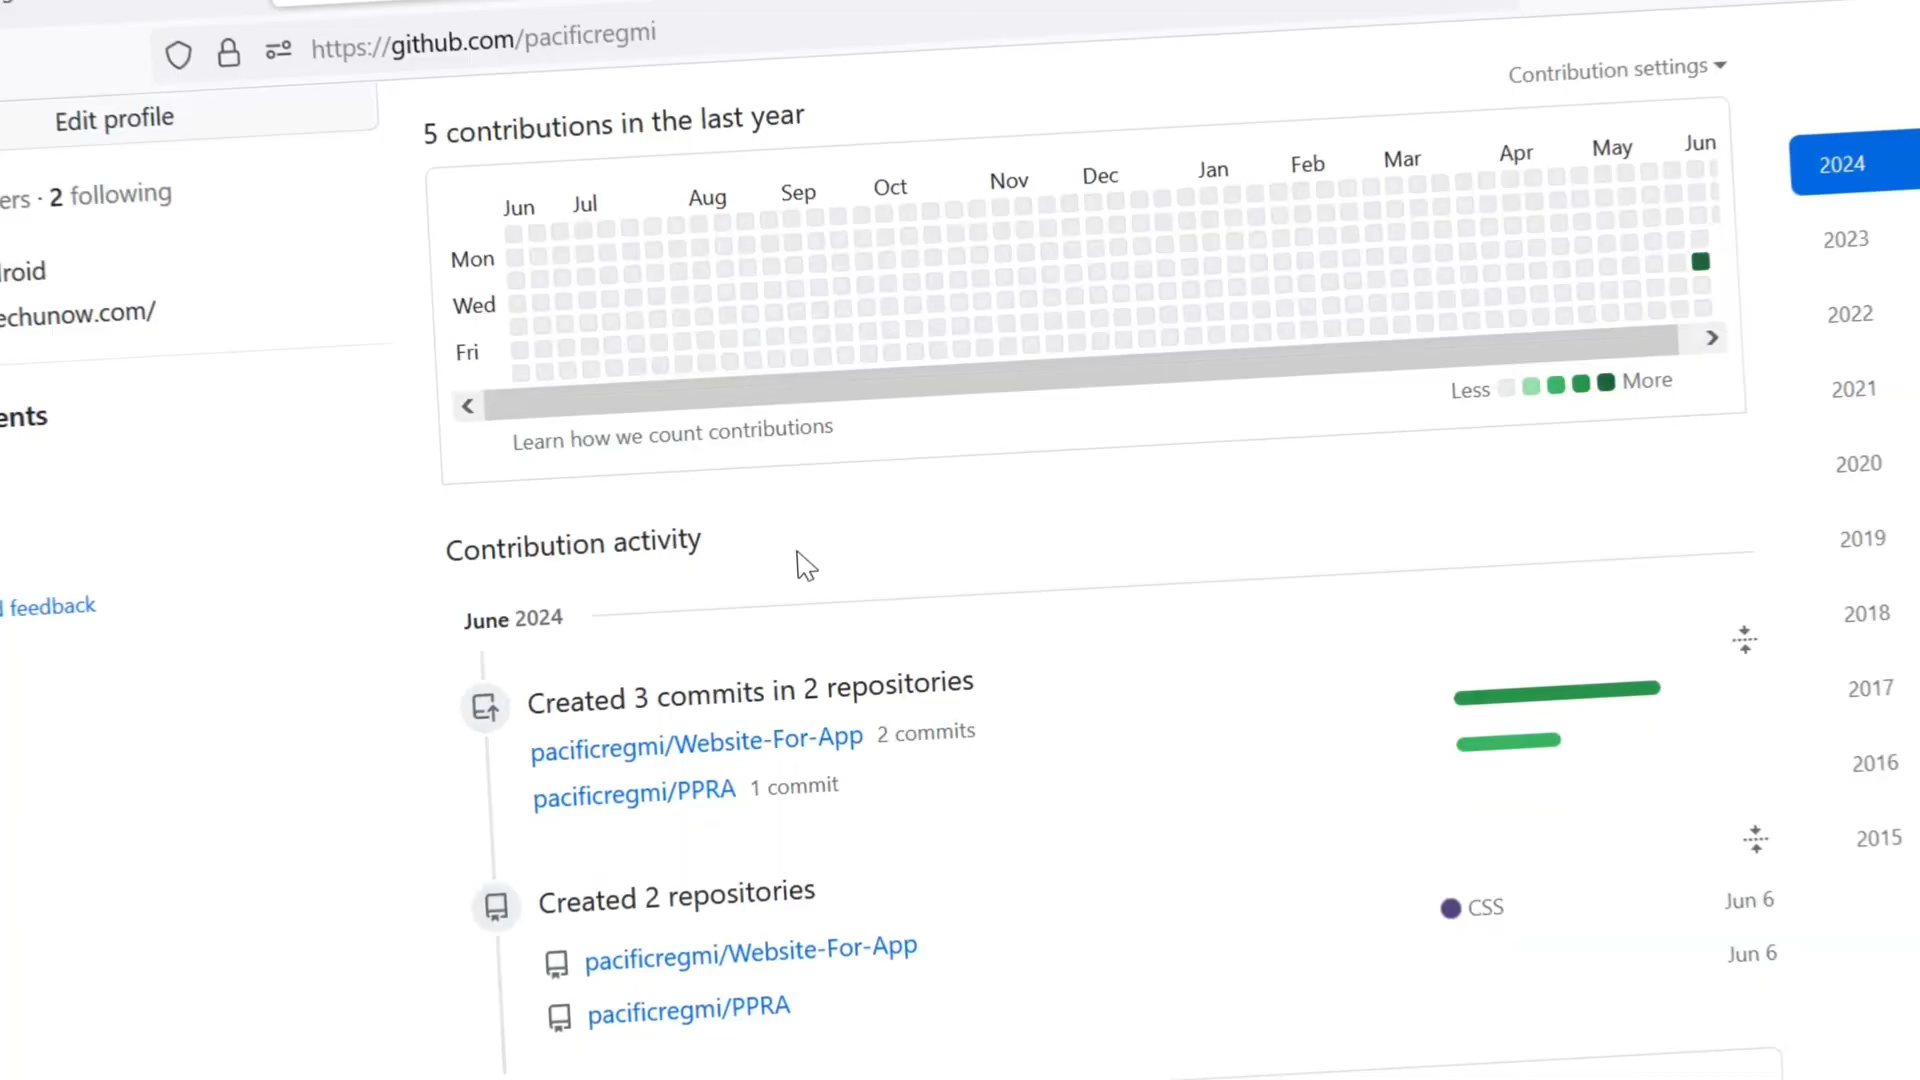 https://github.com/pacificregmi
Edit profile
ers · 2 following
roid
echunow.com/
ents
feedback
5 contributions in the last year
Contribution settings
Jun Jul Aug Sep Oct Nov Dec Jan Feb Mar Apr May Jun
Mon
Wed
Fri
Less More
Learn how we count contributions
Contribution activity
June 2024
Created 3 commits in 2 repositories
pacificregmi/Website-For-App 2 commits
pacificregmi/PPRA 1 commit
Created 2 repositories
pacificregmi/Website-For-App CSS Jun 6
pacificregmi/PPRA Jun 6
2024
2023
2022
2021
2020
2019
2018
2017
2016
2015